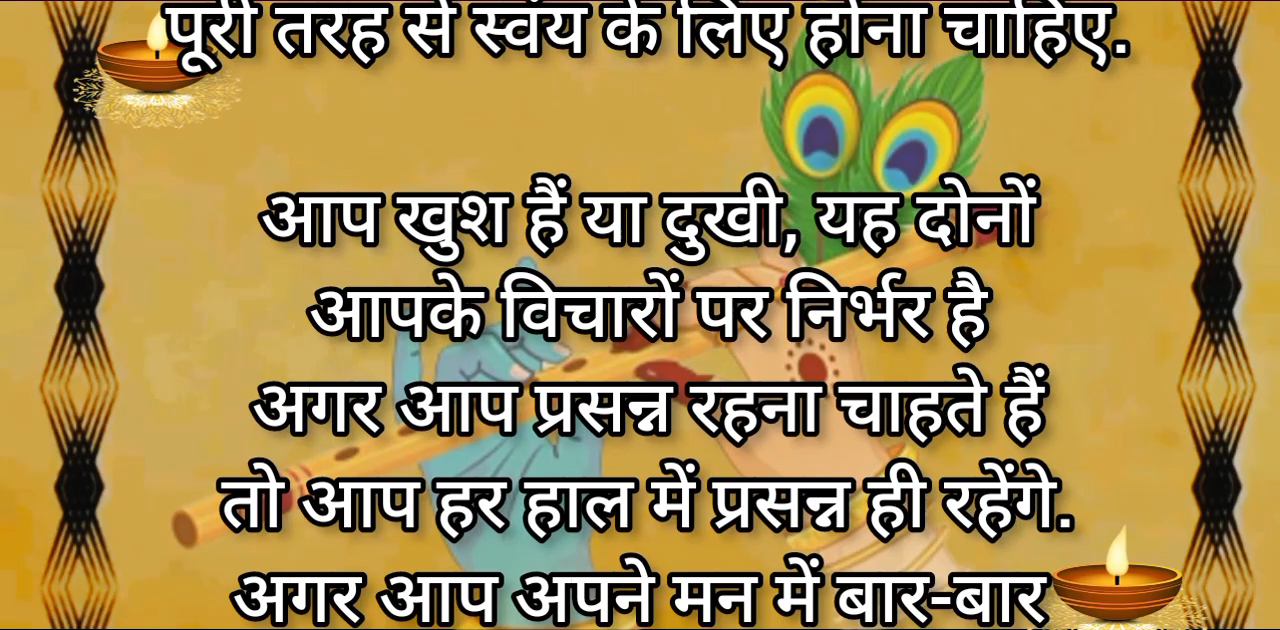 पूरी तरह से स्वंय के लिए होना चाहिए.
आप खुश हैं या दुखी, यह दोनों
आपके विचारों पर निर्भर है
अगर आप प्रसन्न रहना चाहते हैं
तो आप हर हाल में प्रसन्न ही रहेंगे.
अगर आप अपने मन में बार-बार